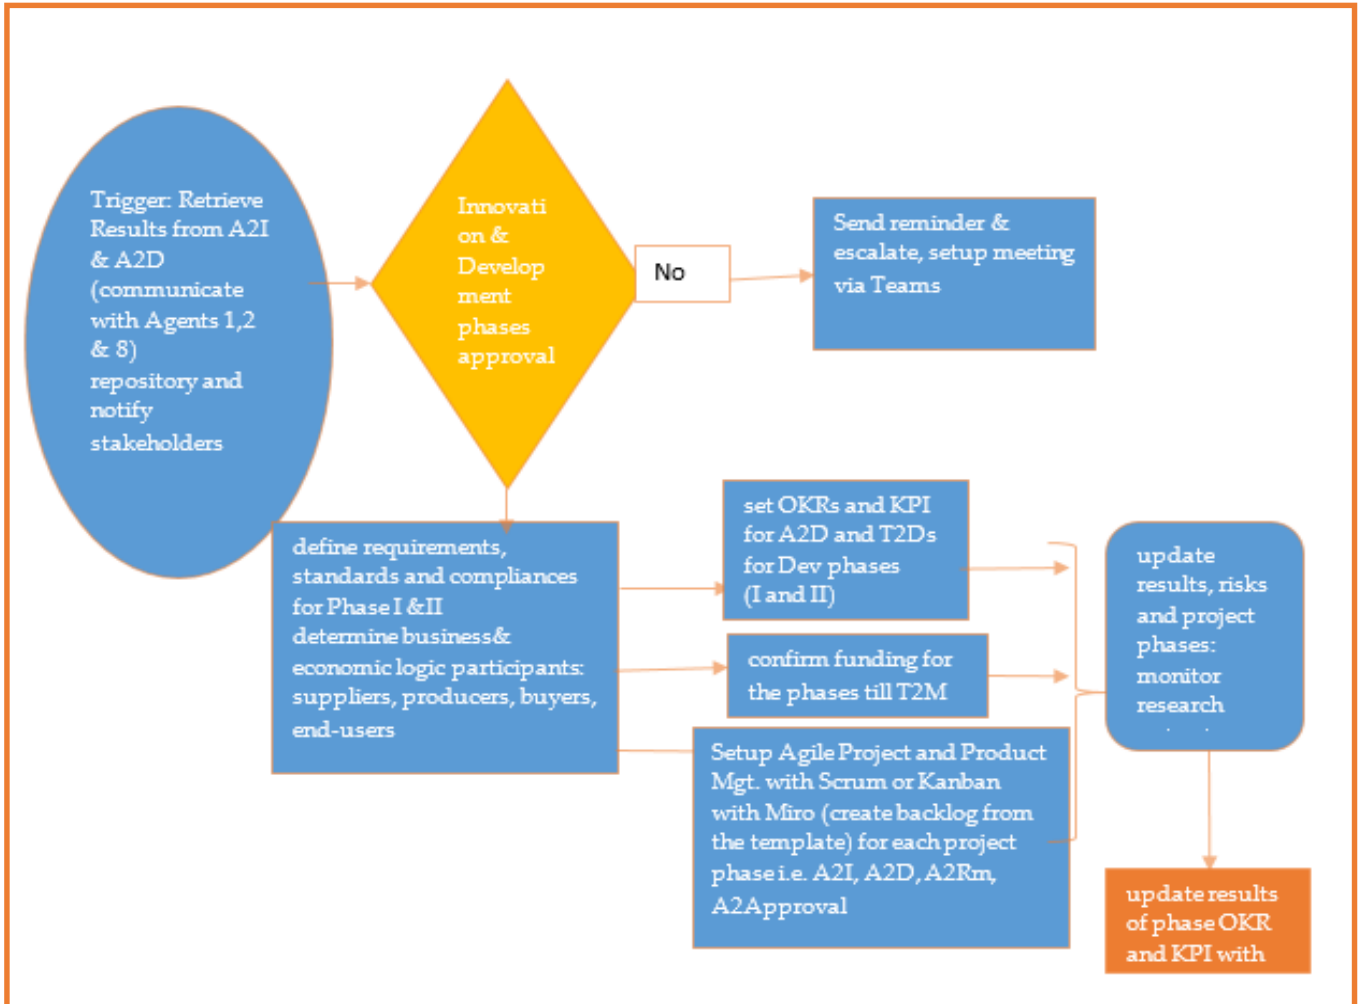 Trigger: Retrieve
Results from A2I
& A2D
(communicate
with Agents 1,2
& 8)
repository and
notify
stakeholders
Innovati
on &
Develop
ment
phases
approval
No
Send reminder &
escalate, setup meeting
via Teams
define requirements,
standards and compliances
for Phase I &II
determine business&
economic logic participants:
suppliers, producers, buyers,
end-users
set OKRs and KPI
for A2D and T2Ds
for Dev phases
(I and II)
confirm funding for
the phases till T2M
Setup Agile Project and Product
Mgt. with Scrum or Kanban
with Miro (create backlog from
the template) for each project
phase i.e. A2I, A2D, A2Rm,
A2Approval
update
results, risks
and project
phases:
monitor
research
update results
of phase OKR
and KPI with